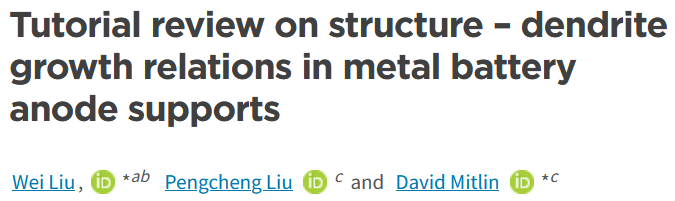 Tutorial review on structure – dendrite
growth relations in metal battery
anode supports
Wei Liu, iD *ab Pengcheng Liu iD c and David Mitlin iD *c